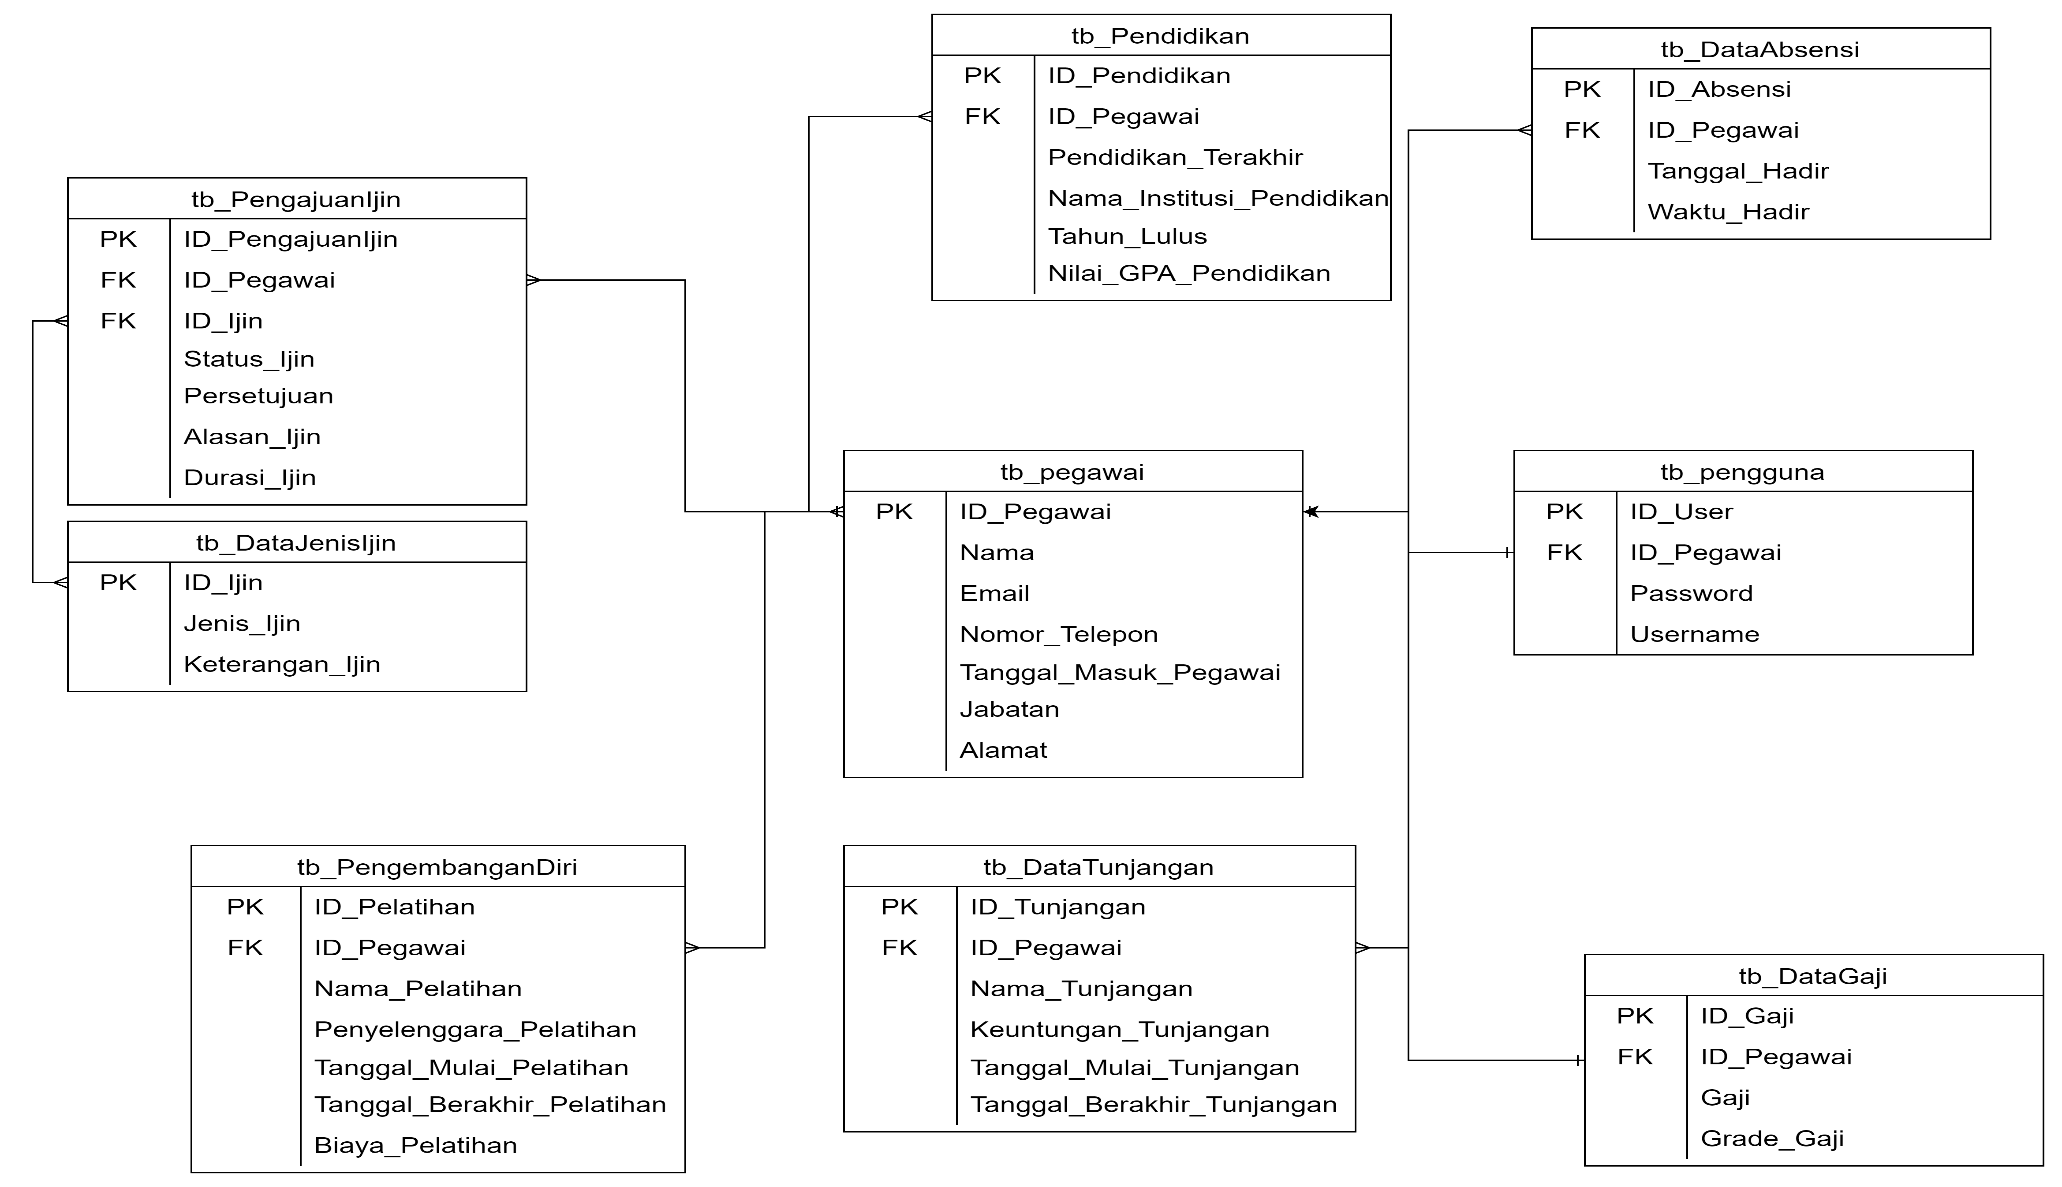 tb_Pendidikan
PK ID_Pendidikan
FK ID_Pegawai
Pendidikan_Terakhir
Nama_Institusi_Pendidikan
Tahun_Lulus
Nilai_GPA_Pendidikan
tb_DataAbsensi
PK ID_Absensi
FK ID_Pegawai
Tanggal_Hadir
Waktu_Hadir
tb_PengajuanIjin
PK ID_PengajuanIjin
FK ID_Pegawai
FK ID_Ijin
Status_Ijin
Persetujuan
Alasan_Ijin
Durasi_Ijin
tb_DataJenisIjin
PK ID_Ijin
Jenis_Ijin
Keterangan_Ijin
tb_pegawai
PK ID_Pegawai
Nama
Email
Nomor_Telepon
Tanggal_Masuk_Pegawai
Jabatan
Alamat
tb_pengguna
PK ID_User
FK ID_Pegawai
Password
Username
tb_PengembanganDiri
PK ID_Pelatihan
FK ID_Pegawai
Nama_Pelatihan
Penyelenggara_Pelatihan
Tanggal_Mulai_Pelatihan
Tanggal_Berakhir_Pelatihan
Biaya_Pelatihan
tb_DataTunjangan
PK ID_Tunjangan
FK ID_Pegawai
Nama_Tunjangan
Keuntungan_Tunjangan
Tanggal_Mulai_Tunjangan
Tanggal_Berakhir_Tunjangan
tb_DataGaji
PK ID_Gaji
FK ID_Pegawai
Gaji
Grade_Gaji